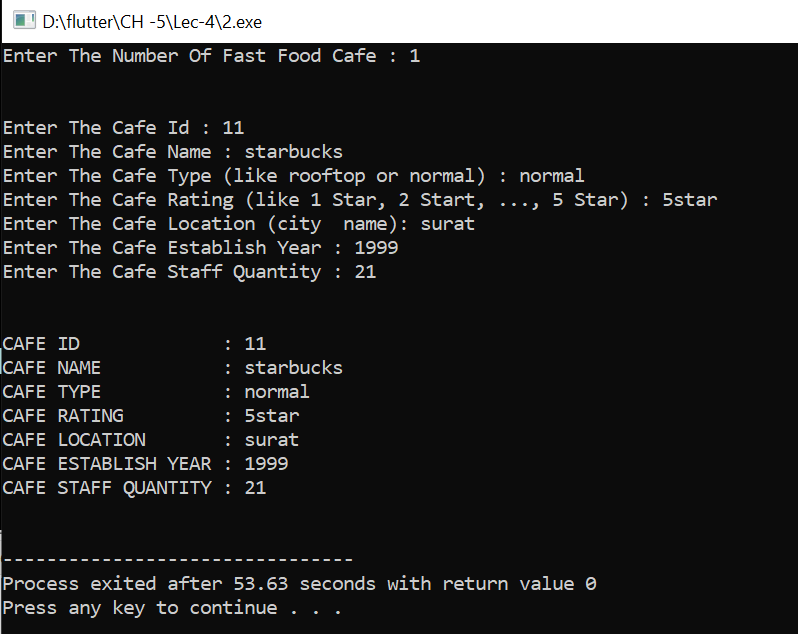 D:\flutter\CH -5\Lec-4\2.exe
Enter The Number Of Fast Food Cafe : 1
Enter The Cafe Id : 11
Enter The Cafe Name : starbucks
Enter The Cafe Type (like rooftop or normal) : normal
Enter The Cafe Rating (like 1 Star, 2 Start, ..., 5 Star) : 5star
Enter The Cafe Location (city  name): surat
Enter The Cafe Establish Year : 1999
Enter The Cafe Staff Quantity : 21
CAFE ID             : 11
CAFE NAME           : starbucks
CAFE TYPE           : normal
CAFE RATING         : 5star
CAFE LOCATION       : surat
CAFE ESTABLISH YEAR : 1999
CAFE STAFF QUANTITY : 21
--------------------------------
Process exited after 53.63 seconds with return value 0
Press any key to continue . . .